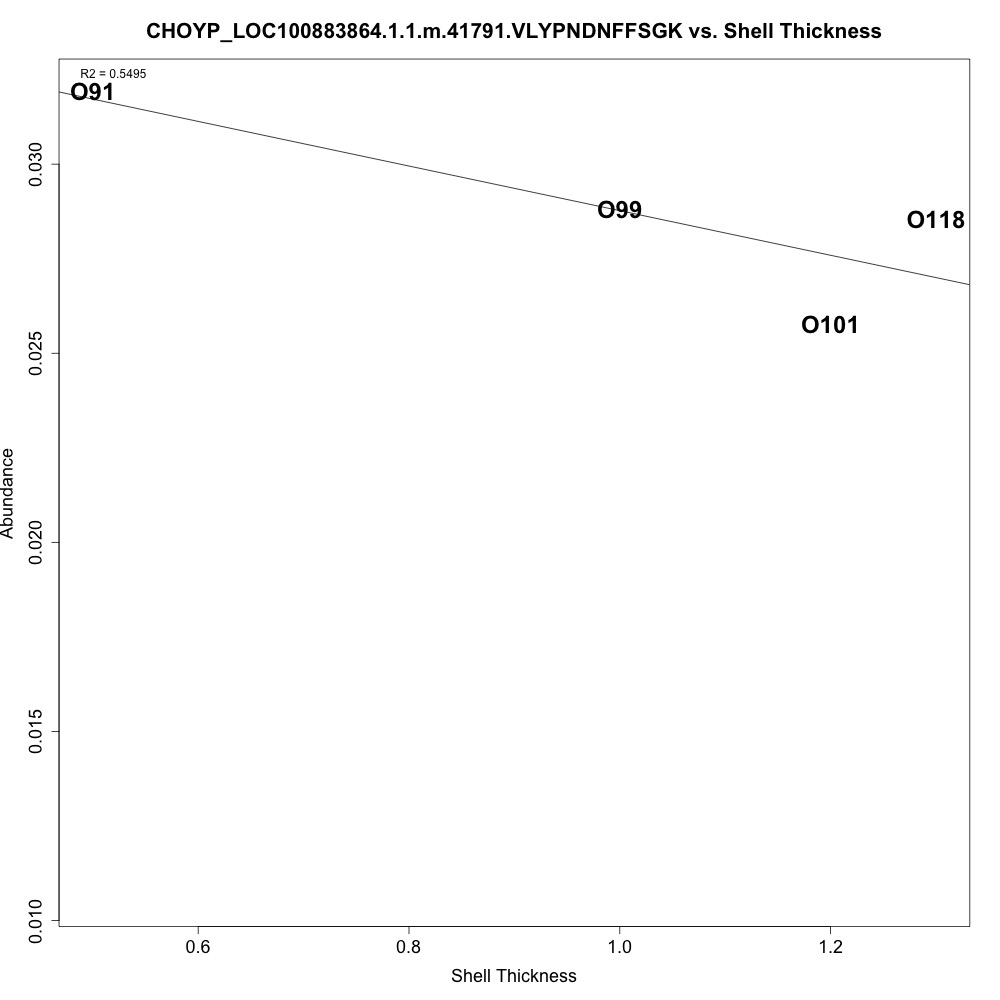 CHOYP_LOC100883864.1.1.m.41791.VLYPNDNFFSGK vs. Shell Thickness
R2 = 0.5495
O91
O99
O118
O101
0.030
0.025
0.020
0.015
0.010
Abundance
0.6 0.8 1.0 1.2
Shell Thickness